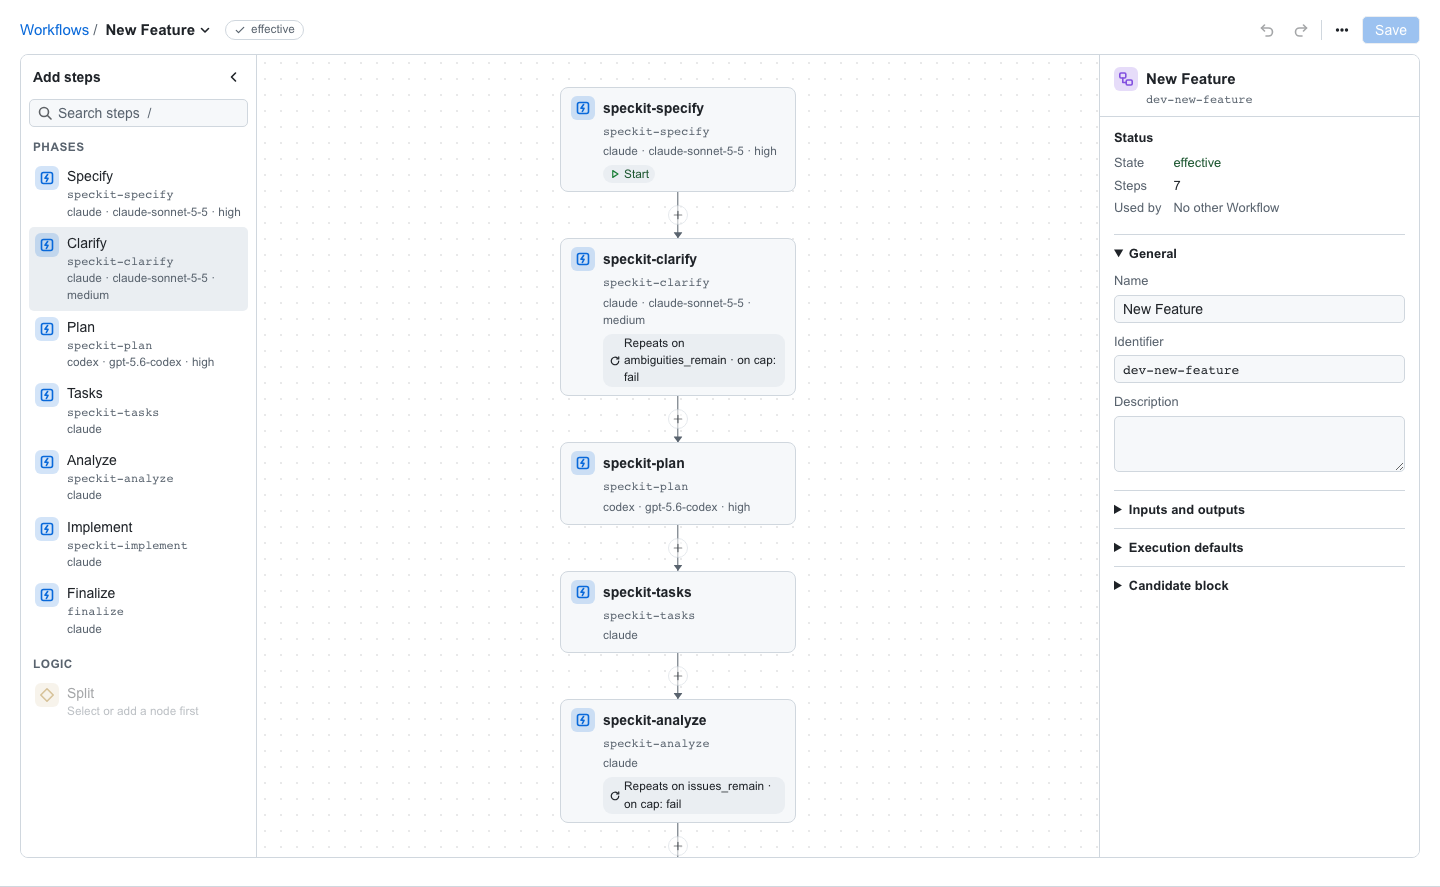 Workflows / New Feature effective
Save
Add steps
Search steps /
PHASES
Specify
speckit-specify
claude · claude-sonnet-5-5 · high
Clarify
speckit-clarify
claude · claude-sonnet-5-5 ·
medium
Plan
speckit-plan
codex · gpt-5.6-codex · high
Tasks
speckit-tasks
claude
Analyze
speckit-analyze
claude
Implement
speckit-implement
claude
Finalize
finalize
claude
LOGIC
Split
Select or add a node first
speckit-specify
speckit-specify
claude · claude-sonnet-5-5 · high
Start
speckit-clarify
speckit-clarify
claude · claude-sonnet-5-5 ·
medium
Repeats on
ambiguities_remain · on cap:
fail
speckit-plan
speckit-plan
codex · gpt-5.6-codex · high
speckit-tasks
speckit-tasks
claude
speckit-analyze
speckit-analyze
claude
Repeats on issues_remain ·
on cap: fail
New Feature
dev-new-feature
Status
State effective
Steps 7
Used by No other Workflow
General
Name
New Feature
Identifier
dev-new-feature
Description
Inputs and outputs
Execution defaults
Candidate block